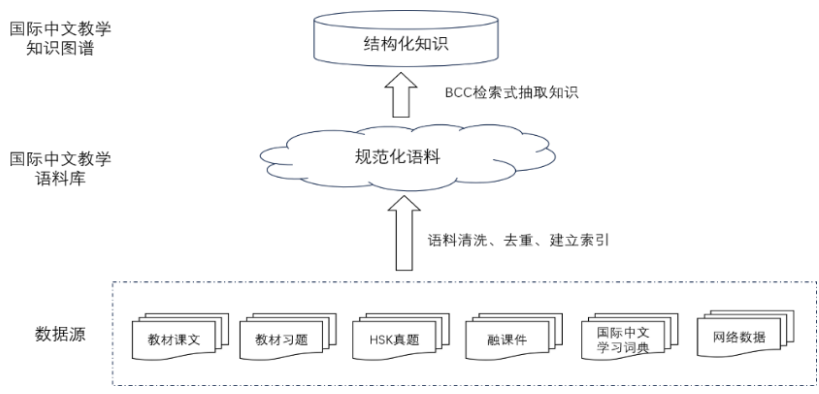 国际中文教学
知识图谱
结构化知识
BCC检索式抽取知识
国际中文教学
语料库
规范化语料
语料清洗、去重、建立索引
数据源
教材课文
教材习题
HSK真题
融课件
国际中文
学习词典
网络数据